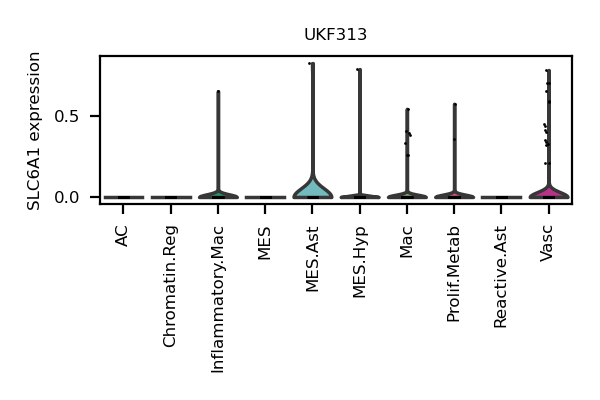 UKF313
SLC6A1 expression
0.5
0.0
AC
Chromatin.Reg
Inflammatory.Mac
MES
MES.Ast
MES.Hyp
Mac
Prolif.Metab
Reactive.Ast
Vasc